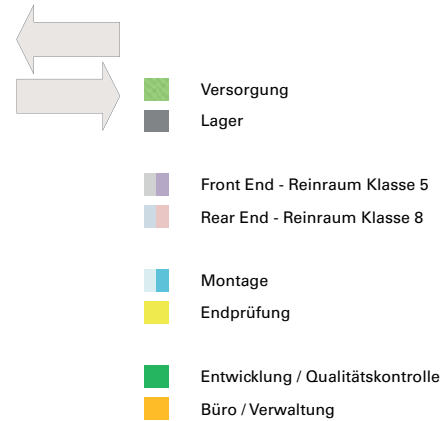 Versorgung
Lager
Front End - Reinraum Klasse 5
Rear End - Reinraum Klasse 8
Montage
Endprüfung
Entwicklung / Qualitätskontrolle
Büro / Verwaltung